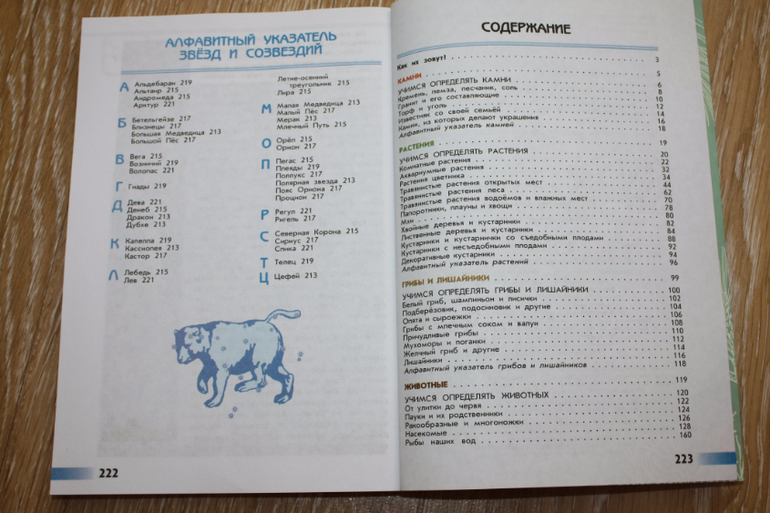 АЛФАВИТНЫЙ УКАЗАТЕЛЬ
ЗВЁЗД И СОЗВЕЗДИЙ
А
Альдебаран 219
Альтаир 215
Андромеда 215
Арктур 221
Б
Бетельгейзе 217
Близнецы 217
Большая Медведица 213
Большой Пёс 217
В
Вега 215
Возничий 219
Волопас 221
Г
Гиады 219
Д
Дева 221
Денеб 215
Дракон 213
Дубхе 213
К
Капелла 219
Кассиопея 213
Кастор 217
Л
Лебедь 215
Лев 221
Летне-осенний
треугольник 215
Лира 215
М
Малая Медведица 213
Малый Пёс 217
Мерак 213
Млечный Путь 215
О
Орёл 215
Орион 217
П
Пегас 215
Плеяды 219
Поллукс 217
Полярная звезда 213
Пояс Ориона 217
Процион 217
Р
Регул 221
Ригель 217
С
Северная Корона 215
Сириус 217
Спика 221
Т
Телец 219
Ц
Цефей 213
222
СОДЕРЖАНИЕ
Как их зовут? 3
КАМНИ 5
УЧИМСЯ ОПРЕДЕЛЯТЬ КАМНИ 6
Кремень, пемза, песчаник, соль 8
Гранит и его составляющие 10
Торф и уголь 12
Известняк со своей семьёй 14
Камни, из которых делают украшения 16
Алфавитный указатель камней 18
РАСТЕНИЯ 19
УЧИМСЯ ОПРЕДЕЛЯТЬ РАСТЕНИЯ 20
Комнатные растения 22
Аквариумные растения 32
Растения цветника 34
Травянистые растения открытых мест 44
Травянистые растения леса 62
Травянистые растения водоёмов и влажных мест 70
Папоротники, плауны и хвощи 78
Мхи 80
Хвойные деревья и кустарники 82
Лиственные деревья и кустарники 84
Кустарники и кустарнички со съедобными плодами 88
Кустарники с несъедобными плодами 92
Декоративные кустарники 94
Алфавитный указатель растений 96
ГРИБЫ И ЛИШАЙНИКИ 99
УЧИМСЯ ОПРЕДЕЛЯТЬ ГРИБЫ И ЛИШАЙНИКИ 100
Белый гриб, шампиньон и лисички 102
Подберёзовик, подосиновик и другие 104
Опята и сыроежки 106
Грибы с млечным соком и валуи 108
Причудливые грибы 110
Мухоморы и поганки 112
Желчный гриб и другие 114
Лишайники 116
Алфавитный указатель грибов и лишайников 118
ЖИВОТНЫЕ 119
УЧИМСЯ ОПРЕДЕЛЯТЬ ЖИВОТНЫХ 120
От улитки до червя 122
Пауки и их родственники 124
Ракообразные и многоножки 126
Насекомые 128
Рыбы наших вод 160
223